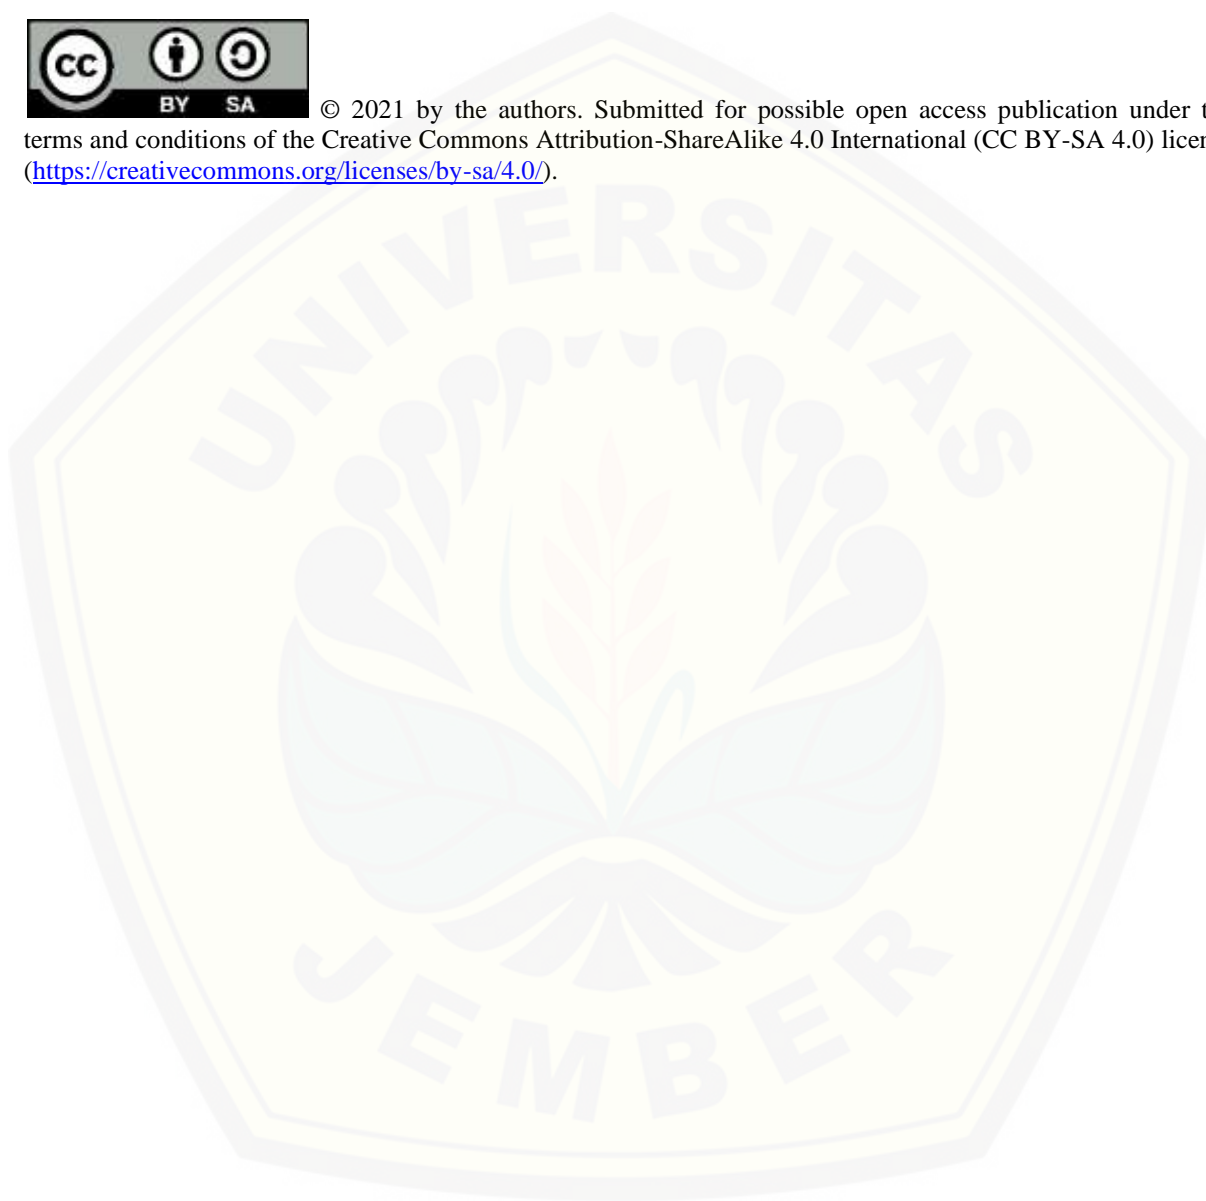 cc
BY SA
© 2021 by the authors. Submitted for possible open access publication under t
terms and conditions of the Creative Commons Attribution-ShareAlike 4.0 International (CC BY-SA 4.0) licen
(https://creativecommons.org/licenses/by-sa/4.0/).
UNIVERSITAS
JEMBER